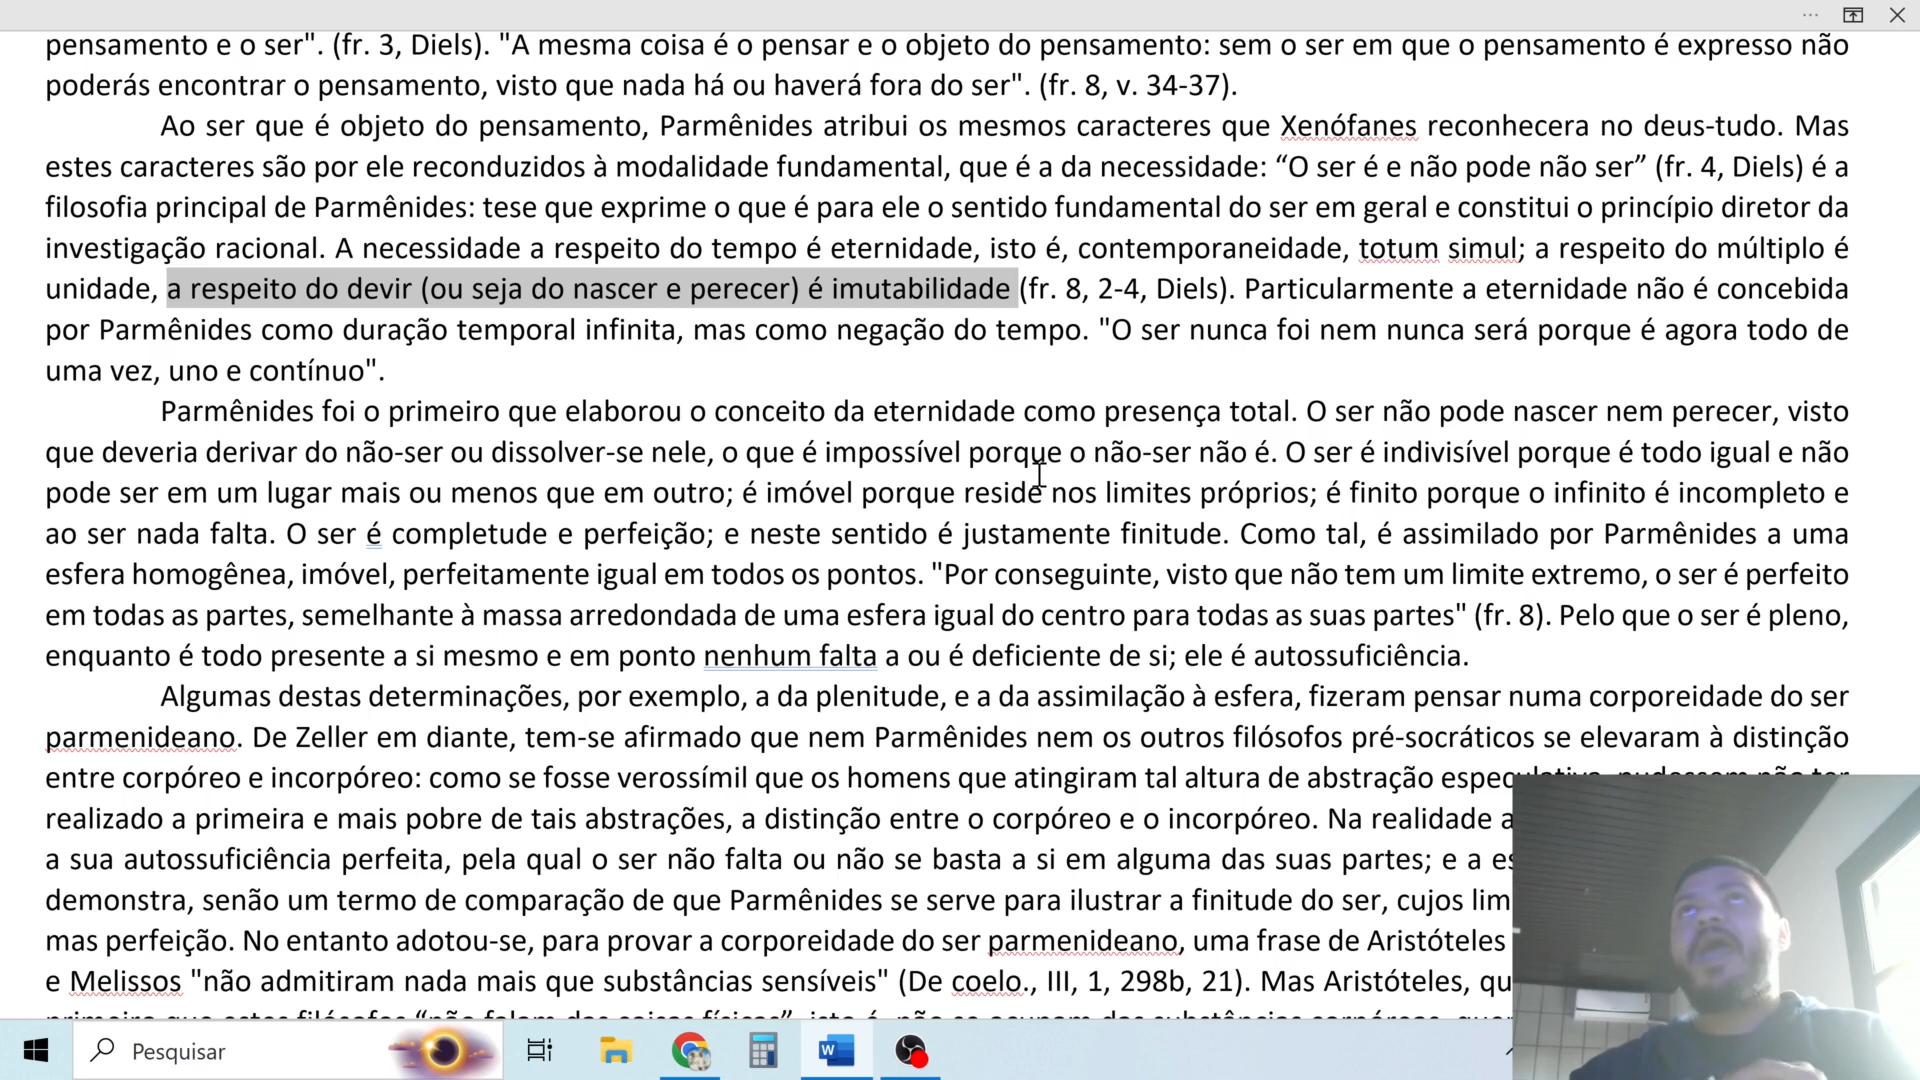 pensamento e o ser". (fr. 3, Diels). "A mesma coisa é o pensar e o objeto do pensamento: sem o ser em que o pensamento é expresso não
poderás encontrar o pensamento, visto que nada há ou haverá fora do ser". (fr. 8, v. 34-37).
Ao ser que é objeto do pensamento, Parmênides atribui os mesmos caracteres que Xenófanes reconhecera no deus-tudo. Mas
estes caracteres são por ele reconduzidos à modalidade fundamental, que é a da necessidade: “O ser é e não pode não ser” (fr. 4, Diels) é a
filosofia principal de Parmênides: tese que exprime o que é para ele o sentido fundamental do ser em geral e constitui o princípio diretor da
investigação racional. A necessidade a respeito do tempo é eternidade, isto é, contemporaneidade, totum simul; a respeito do múltiplo é
unidade, a respeito do devir (ou seja do nascer e perecer) é imutabilidade (fr. 8, 2-4, Diels). Particularmente a eternidade não é concebida
por Parmênides como duração temporal infinita, mas como negação do tempo. "O ser nunca foi nem nunca será porque é agora todo de
uma vez, uno e contínuo".
Parmênides foi o primeiro que elaborou o conceito da eternidade como presença total. O ser não pode nascer nem perecer, visto
que deveria derivar do não-ser ou dissolver-se nele, o que é impossível porque o não-ser não é. O ser é indivisível porque é todo igual e não
pode ser em um lugar mais ou menos que em outro; é imóvel porque reside nos limites próprios; é finito porque o infinito é incompleto e
ao ser nada falta. O ser é completude e perfeição; e neste sentido é justamente finitude. Como tal, é assimilado por Parmênides a uma
esfera homogênea, imóvel, perfeitamente igual em todos os pontos. "Por conseguinte, visto que não tem um limite extremo, o ser é perfeito
em todas as partes, semelhante à massa arredondada de uma esfera igual do centro para todas as suas partes" (fr. 8). Pelo que o ser é pleno,
enquanto é todo presente a si mesmo e em ponto nenhum falta a ou é deficiente de si; ele é autossuficiência.
Algumas destas determinações, por exemplo, a da plenitude, e a da assimilação à esfera, fizeram pensar numa corporeidade do ser
parmenideano. De Zeller em diante, tem-se afirmado que nem Parmênides nem os outros filósofos pré-socráticos se elevaram à distinção
entre corpóreo e incorpóreo: como se fosse verossímil que os homens que atingiram tal altura de abstração especulativa, pudessem não ter
realizado a primeira e mais pobre de tais abstrações, a distinção entre o corpóreo e o incorpóreo. Na realidade a
a sua autossuficiência perfeita, pela qual o ser não falta ou não se basta a si em alguma das suas partes; e a es
demonstra, senão um termo de comparação de que Parmênides se serve para ilustrar a finitude do ser, cujos lim
mas perfeição. No entanto adotou-se, para provar a corporeidade do ser parmenideano, uma frase de Aristóteles
e Melissos "não admitiram nada mais que substâncias sensíveis" (De coelo., III, 1, 298b, 21). Mas Aristóteles, qu
primeiro que estes filósofos “não falam das coisas físicas”, isto é, não se ocupam das substâncias corpóreas, quer
Pesquisar